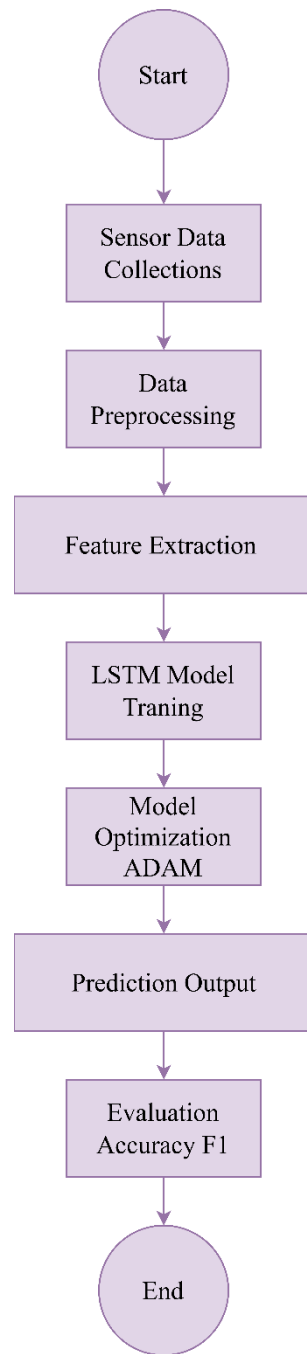 Start
Sensor Data
Collections
Data
Preprocessing
Feature Extraction
LSTM Model
Traning
Model
Optimization
ADAM
Prediction Output
Evaluation
Accuracy F1
End